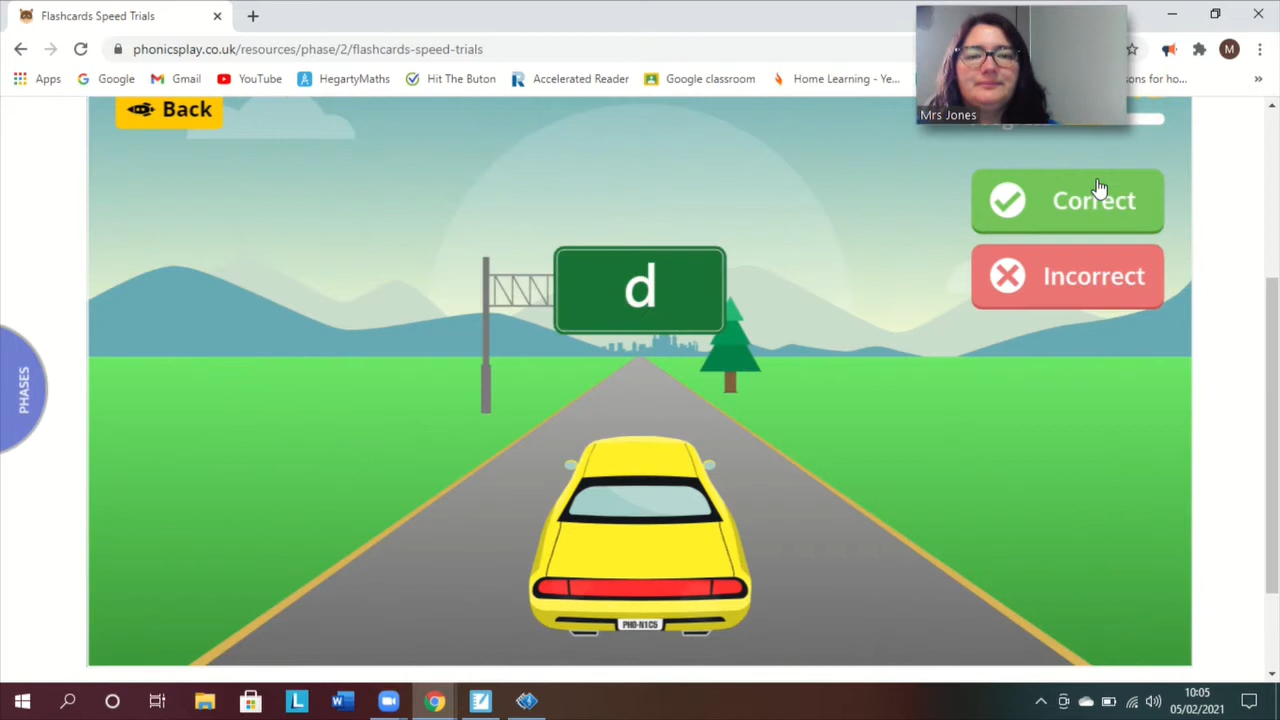 Flashcards Speed Trials
phonicsplay.co.uk/resources/phase/2/flashcards-speed-trials
M
Apps Google Gmail YouTube HegartyMaths Hit The Buton Accelerated Reader Google classroom Home Learning - Ye...
Mrs Jones
Back
Correct
Incorrect
d
PHASES
PH0-N1C5
10:05
05/02/2021